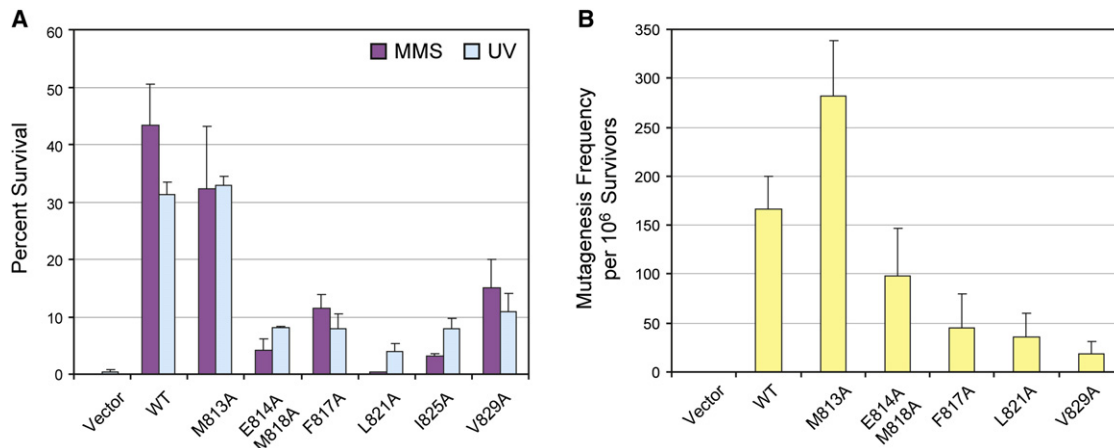 A
Percent Survival
60
50
40
30
20
10
0
MMS
UV
Vector
WT
M813A
E814A
M818A
F817A
L821A
I825A
V829A
B
Mutagenesis Frequency
per 10⁶ Survivors
350
300
250
200
150
100
50
0
Vector
WT
M813A
E814A
M818A
F817A
L821A
V829A